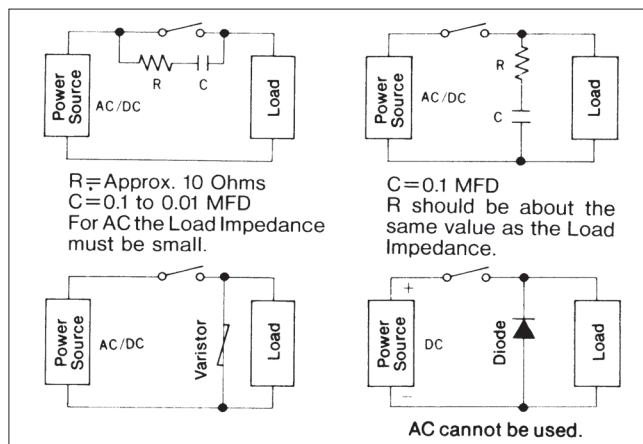 Power Source
AC/DC
R
C
Load
R≒Approx. 10 Ohms
C=0.1 to 0.01 MFD
For AC the Load Impedance
must be small.
Power Source
AC/DC
R
C
Load
C=0.1 MFD
R should be about the
same value as the Load
Impedance.
Power Source
AC/DC
Varistor
Load
Power Source
+
−
DC
Diode
Load
AC cannot be used.